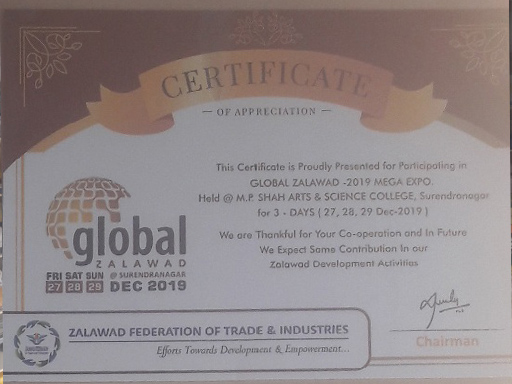 CERTIFICATE
— OF APPRECIATION —
This Certificate is Proudly Presented for Participating in
GLOBAL ZALAWAD -2019 MEGA EXPO.
Held @ M.P. SHAH ARTS & SCIENCE COLLEGE, Surendranagar
for 3 - DAYS ( 27, 28, 29 Dec-2019 )
We are Thankful for Your Co-operation and In Future
We Expect Same Contribution In our
Zalawad Development Activities
global
ZALAWAD
FRI SAT SUN @ SURENDRANAGAR
27 28 29 DEC 2019
Chairman
ZALAWAD FEDERATION OF TRADE & INDUSTRIES
Efforts Towards Development & Empowerment...